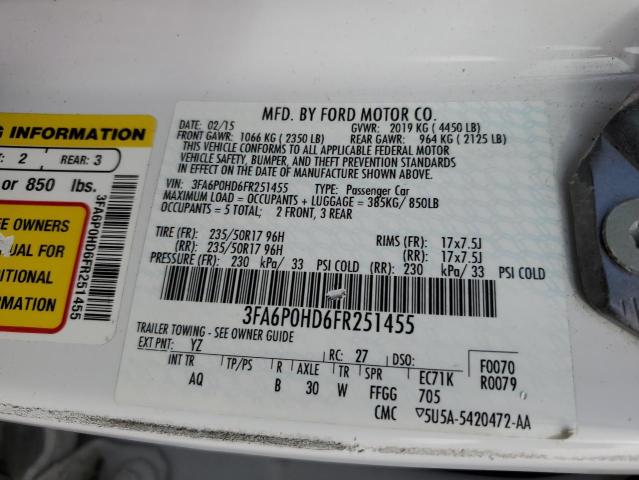 G INFORMATION
: 2 REAR: 3
or 850 lbs.
E OWNERS
UAL FOR
DITIONAL
RMATION
3FA6P0HD6FR251455
MFD. BY FORD MOTOR CO.
DATE: 02/15 GVWR: 2019 KG ( 4450 LB)
FRONT GAWR: 1066 KG ( 2350 LB) REAR GAWR: 964 KG ( 2125 LB)
THIS VEHICLE CONFORMS TO ALL APPLICABLE FEDERAL MOTOR
VEHICLE SAFETY, BUMPER, AND THEFT PREVENTION STANDARDS
IN EFFECT ON THE DATE OF MANUFACTURE SHOWN ABOVE.
VIN: 3FA6P0HD6FR251455 TYPE: Passenger Car
MAXIMUM LOAD = OCCUPANTS + LUGGAGE = 385KG/ 850LB
OCCUPANTS = 5 TOTAL; 2 FRONT, 3 REAR
TIRE (FR): 235/50R17 96H RIMS (FR): 17x7.5J
(RR): 235/50R17 96H (RR): 17x7.5J
PRESSURE (FR): 230 kPa/ 33 PSI COLD (RR): 230 kPa/ 33 PSI COLD
3FA6P0HD6FR251455
TRAILER TOWING - SEE OWNER GUIDE
EXT PNT: YZ RC: 27 DSO: F0070
INT TR TP/PS R AXLE TR SPR EC71K R0079
AQ B 30 W FFGG 705
CMC ▽5U5A-5420472-AA